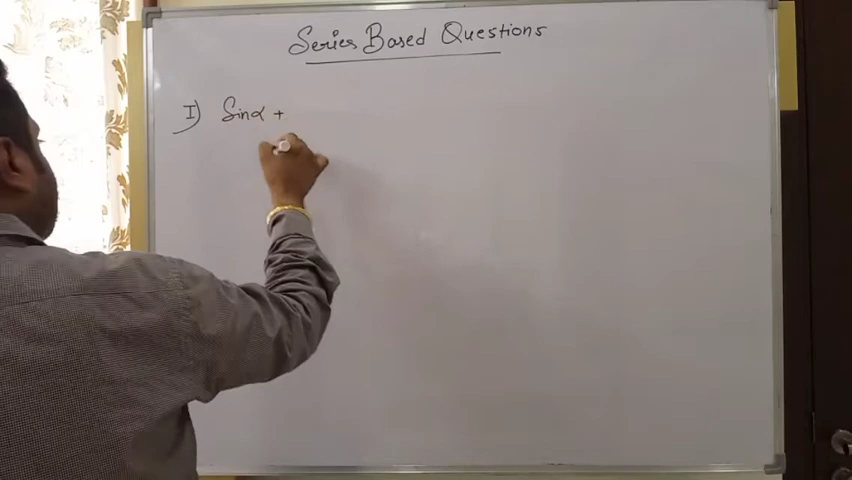 Series Based Questions
I) Sinα +